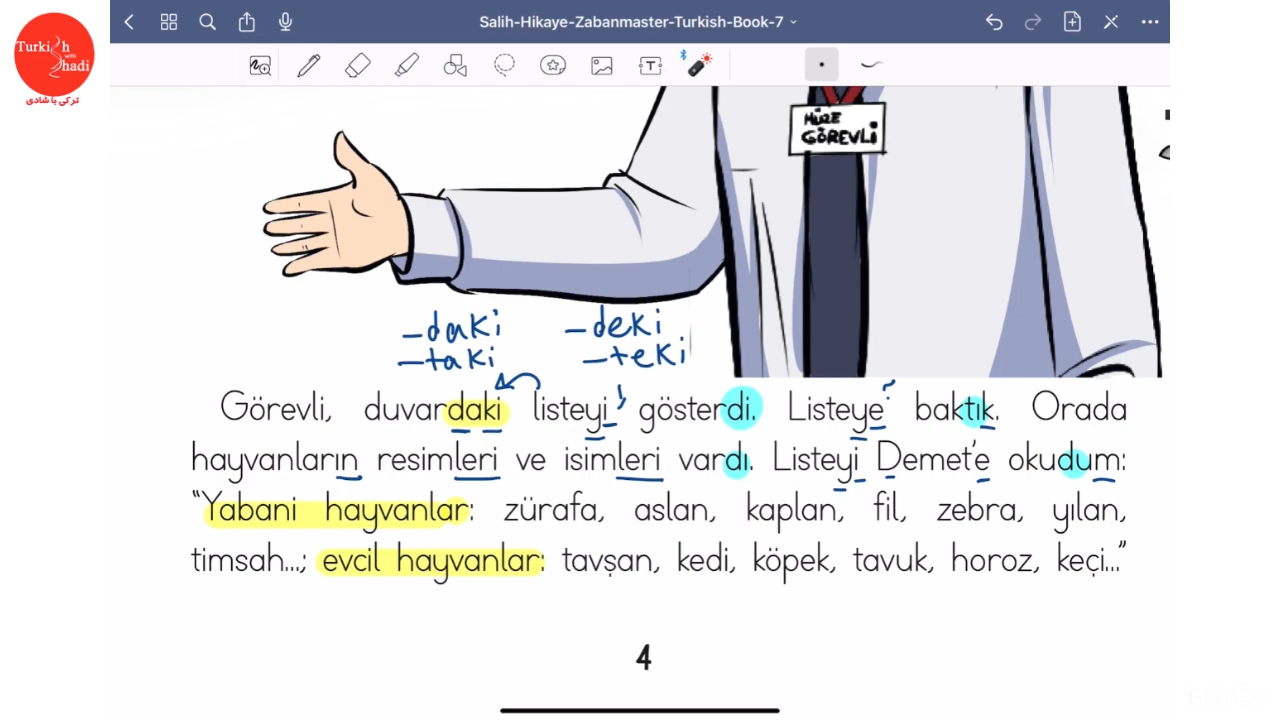 Salih-Hikaye-Zabanmaster-Turkish-Book-7
Turkish
with
Shadi
ترکی با شادی
T
MÜZE
GÖREVLİ
-daki -deki
-taki -teki
Görevli, duvardaki listeyi gösterdi. Listeye baktık. Orada
hayvanların resimleri ve isimleri vardı. Listeyi Demet'e okudum:
"Yabani hayvanlar: zürafa, aslan, kaplan, fil, zebra, yılan,
timsah...; evcil hayvanlar: tavşan, kedi, köpek, tavuk, horoz, keçi..."
4